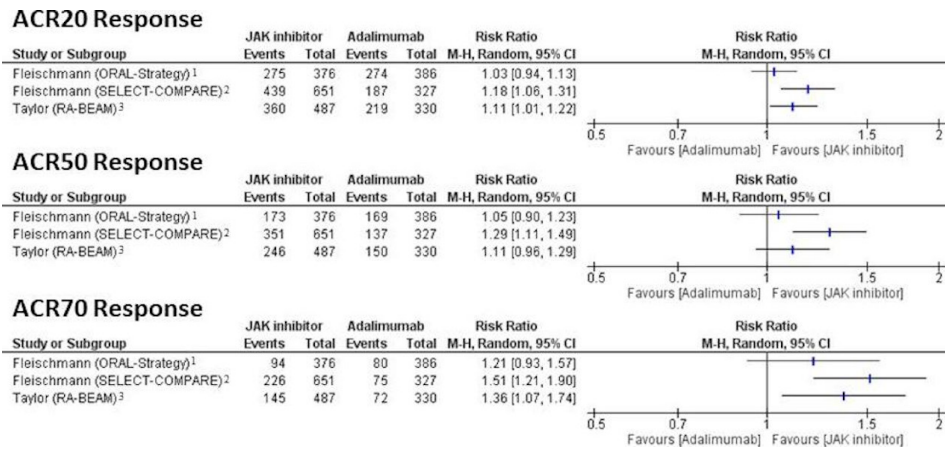 ACR20 Response
JAK inhibitor Adalimumab Risk Ratio Risk Ratio
Study or Subgroup Events Total Events Total M-H, Random, 95% CI M-H, Random, 95% CI
Fleischmann (ORAL-Strategy)¹ 275 376 274 386 1.03 [0.94, 1.13]
Fleischmann (SELECT-COMPARE)² 439 651 187 327 1.18 [1.06, 1.31]
Taylor (RA-BEAM)³ 360 487 219 330 1.11 [1.01, 1.22]
0.5 0.7 1 1.5 2
Favours [Adalimumab] Favours [JAK inhibitor]
ACR50 Response
JAK inhibitor Adalimumab Risk Ratio Risk Ratio
Study or Subgroup Events Total Events Total M-H, Random, 95% CI M-H, Random, 95% CI
Fleischmann (ORAL-Strategy)¹ 173 376 169 386 1.05 [0.90, 1.23]
Fleischmann (SELECT-COMPARE)² 351 651 137 327 1.29 [1.11, 1.49]
Taylor (RA-BEAM)³ 246 487 150 330 1.11 [0.96, 1.29]
0.5 0.7 1 1.5 2
Favours [Adalimumab] Favours [JAK inhibitor]
ACR70 Response
JAK inhibitor Adalimumab Risk Ratio Risk Ratio
Study or Subgroup Events Total Events Total M-H, Random, 95% CI M-H, Random, 95% CI
Fleischmann (ORAL-Strategy)¹ 94 376 80 386 1.21 [0.93, 1.57]
Fleischmann (SELECT-COMPARE)² 226 651 75 327 1.51 [1.21, 1.90]
Taylor (RA-BEAM)³ 145 487 72 330 1.36 [1.07, 1.74]
0.5 0.7 1 1.5 2
Favours [Adalimumab] Favours [JAK inhibitor]